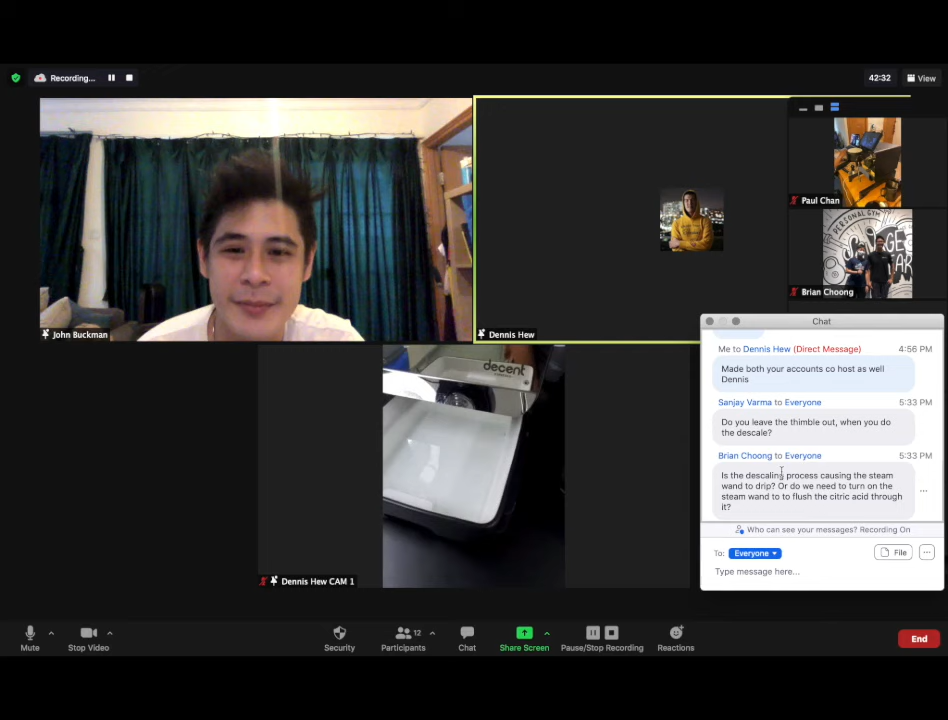 Recording...
42:32
View
John Buckman
Dennis Hew
Paul Chan
PERSONAL GYM
Brian Choong
decent
Dennis Hew CAM 1
Chat
Me to Dennis Hew (Direct Message) 4:56 PM
Made both your accounts co host as well
Dennis
Sanjay Varma to Everyone 5:33 PM
Do you leave the thimble out, when you do
the descale?
Brian Choong to Everyone 5:33 PM
Is the descaling process causing the steam
wand to drip? Or do we need to turn on the
steam wand to to flush the citric acid through
it?
Who can see your messages? Recording On
To: Everyone
File
Type message here...
Mute
Stop Video
Security
12
Participants
Chat
Share Screen
Pause/Stop Recording
Reactions
End